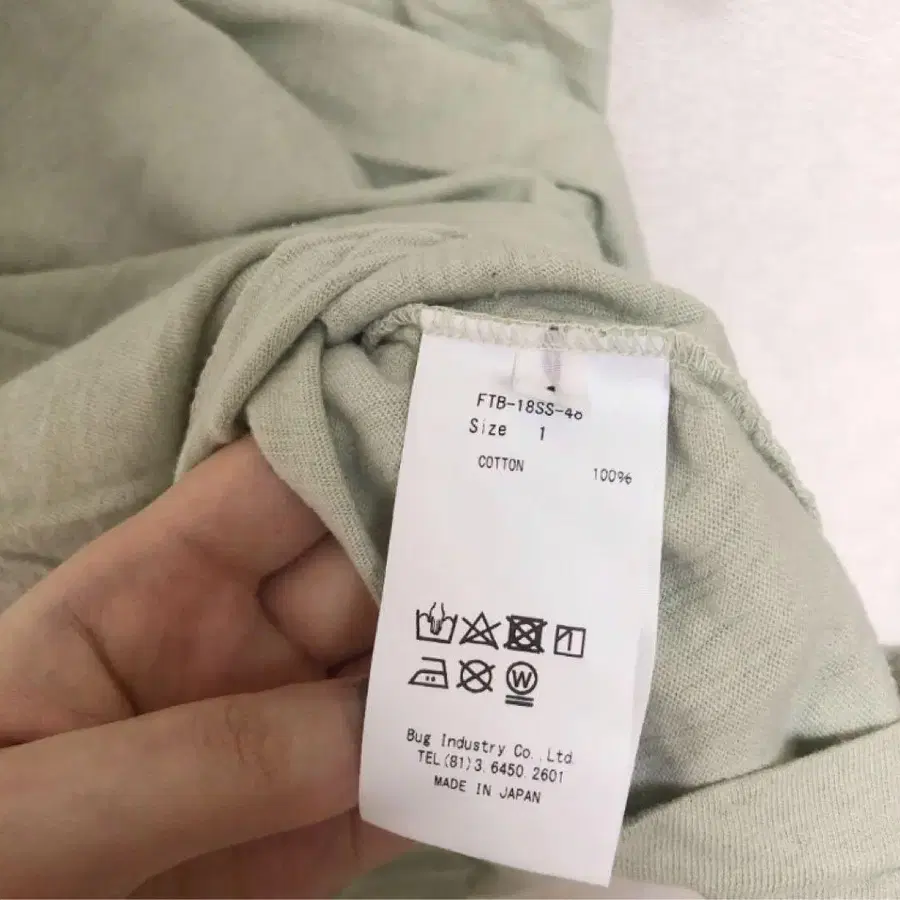 FTB-18SS-46
Size 1
COTTON 100%
W
Bug Industry Co.,Ltd.
TEL(81)3.6450.2601
MADE IN JAPAN